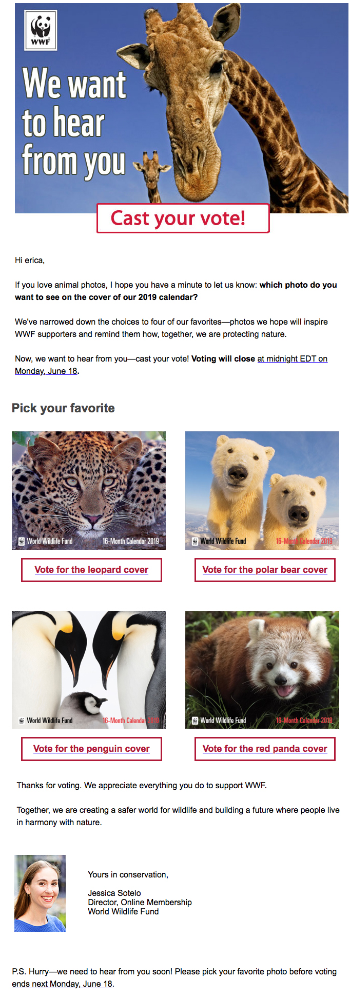 WWF
We want
to hear
from you
Cast your vote!
Hi erica,
If you love animal photos, I hope you have a minute to let us know: which photo do you
want to see on the cover of our 2019 calendar?
We've narrowed down the choices to four of our favorites—photos we hope will inspire
WWF supporters and remind them how, together, we are protecting nature.
Now, we want to hear from you—cast your vote! Voting will close at midnight EDT on
Monday, June 18.
Pick your favorite
World Wildlife Fund 16-Month Calendar 2019
World Wildlife Fund 16-Month Calendar 2019
Vote for the leopard cover
Vote for the polar bear cover
World Wildlife Fund 16-Month Calendar 2019
World Wildlife Fund 16-Month Calendar 2019
Vote for the penguin cover
Vote for the red panda cover
Thanks for voting. We appreciate everything you do to support WWF.
Together, we are creating a safer world for wildlife and building a future where people live
in harmony with nature.
Yours in conservation,
Jessica Sotelo
Director, Online Membership
World Wildlife Fund
P.S. Hurry—we need to hear from you soon! Please pick your favorite photo before voting
ends next Monday, June 18.